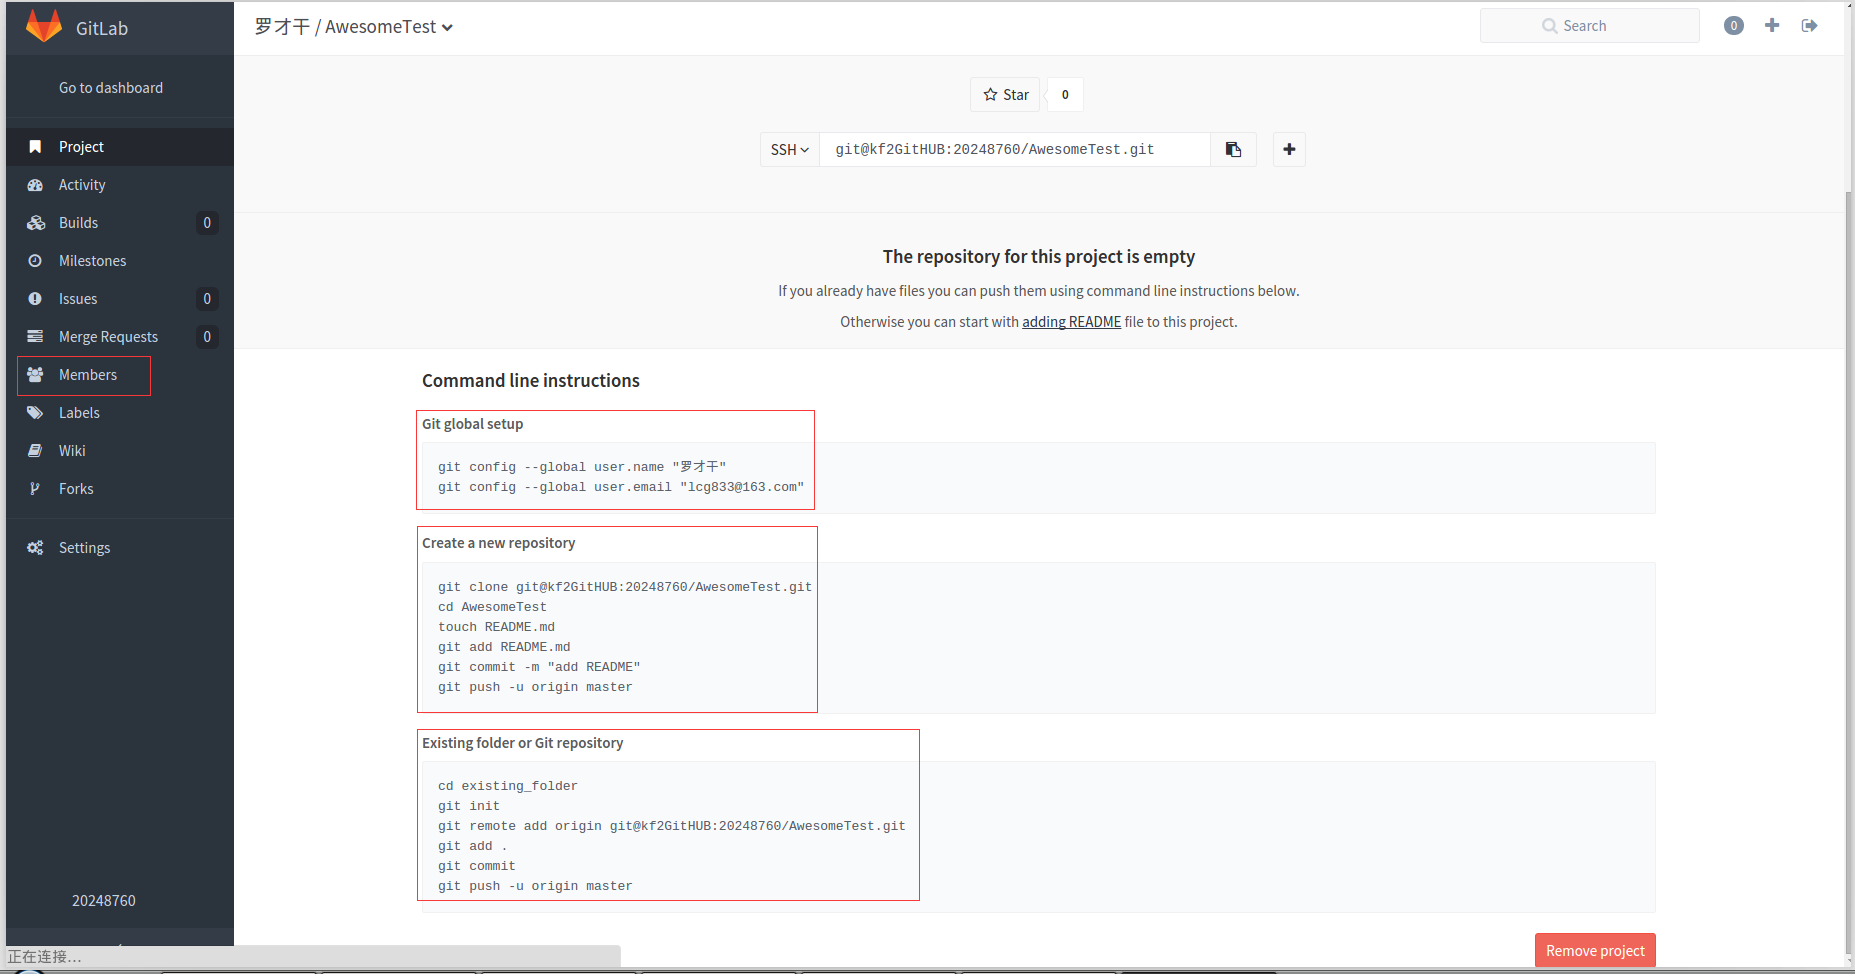 GitLab
罗才干 / AwesomeTest
Search
0
Go to dashboard
Project
Activity
Builds 0
Milestones
Issues 0
Merge Requests 0
Members
Labels
Wiki
Forks
Settings
20248760
正在连接...
Star 0
SSH git@kf2GitHUB:20248760/AwesomeTest.git
The repository for this project is empty
If you already have files you can push them using command line instructions below.
Otherwise you can start with adding README file to this project.
Command line instructions
Git global setup
git config --global user.name "罗才干"
git config --global user.email "lcg833@163.com"
Create a new repository
git clone git@kf2GitHUB:20248760/AwesomeTest.git
cd AwesomeTest
touch README.md
git add README.md
git commit -m "add README"
git push -u origin master
Existing folder or Git repository
cd existing_folder
git init
git remote add origin git@kf2GitHUB:20248760/AwesomeTest.git
git add .
git commit
git push -u origin master
Remove project